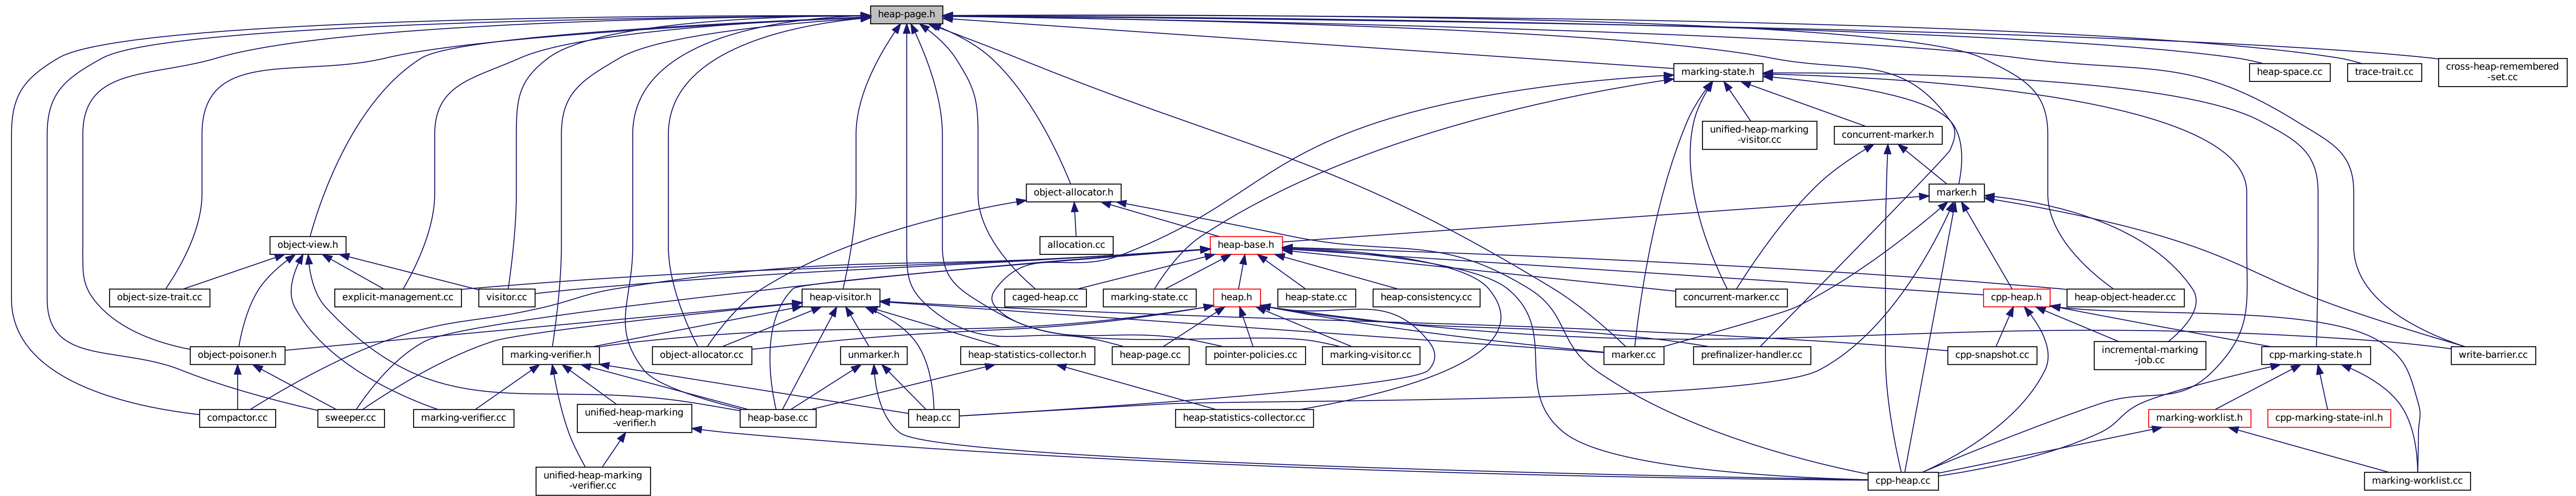 heap-page.h
marking-state.h
heap-space.cc
trace-trait.cc
cross-heap-remembered
-set.cc
unified-heap-marking
-visitor.cc
concurrent-marker.h
object-allocator.h
marker.h
object-view.h
allocation.cc
heap-base.h
object-size-trait.cc
explicit-management.cc
visitor.cc
heap-visitor.h
caged-heap.cc
marking-state.cc
heap.h
heap-state.cc
heap-consistency.cc
concurrent-marker.cc
cpp-heap.h
heap-object-header.cc
object-poisoner.h
marking-verifier.h
object-allocator.cc
unmarker.h
heap-statistics-collector.h
heap-page.cc
pointer-policies.cc
marking-visitor.cc
marker.cc
prefinalizer-handler.cc
cpp-snapshot.cc
incremental-marking
-job.cc
cpp-marking-state.h
write-barrier.cc
compactor.cc
sweeper.cc
marking-verifier.cc
unified-heap-marking
-verifier.h
heap-base.cc
heap.cc
heap-statistics-collector.cc
marking-worklist.h
cpp-marking-state-inl.h
unified-heap-marking
-verifier.cc
cpp-heap.cc
marking-worklist.cc